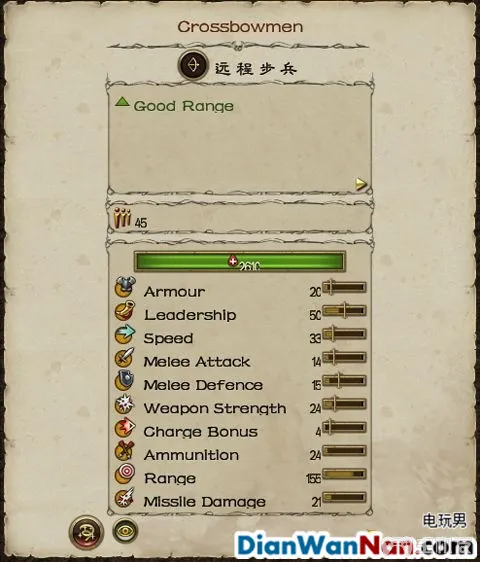 Crossbowmen
远程步兵
Good Range
45
2610
Armour 20
Leadership 50
Speed 33
Melee Attack 14
Melee Defence 15
Weapon Strength 24
Charge Bonus 4
Ammunition 24
Range 155
Missile Damage 21
电玩男
DianWanNan.com